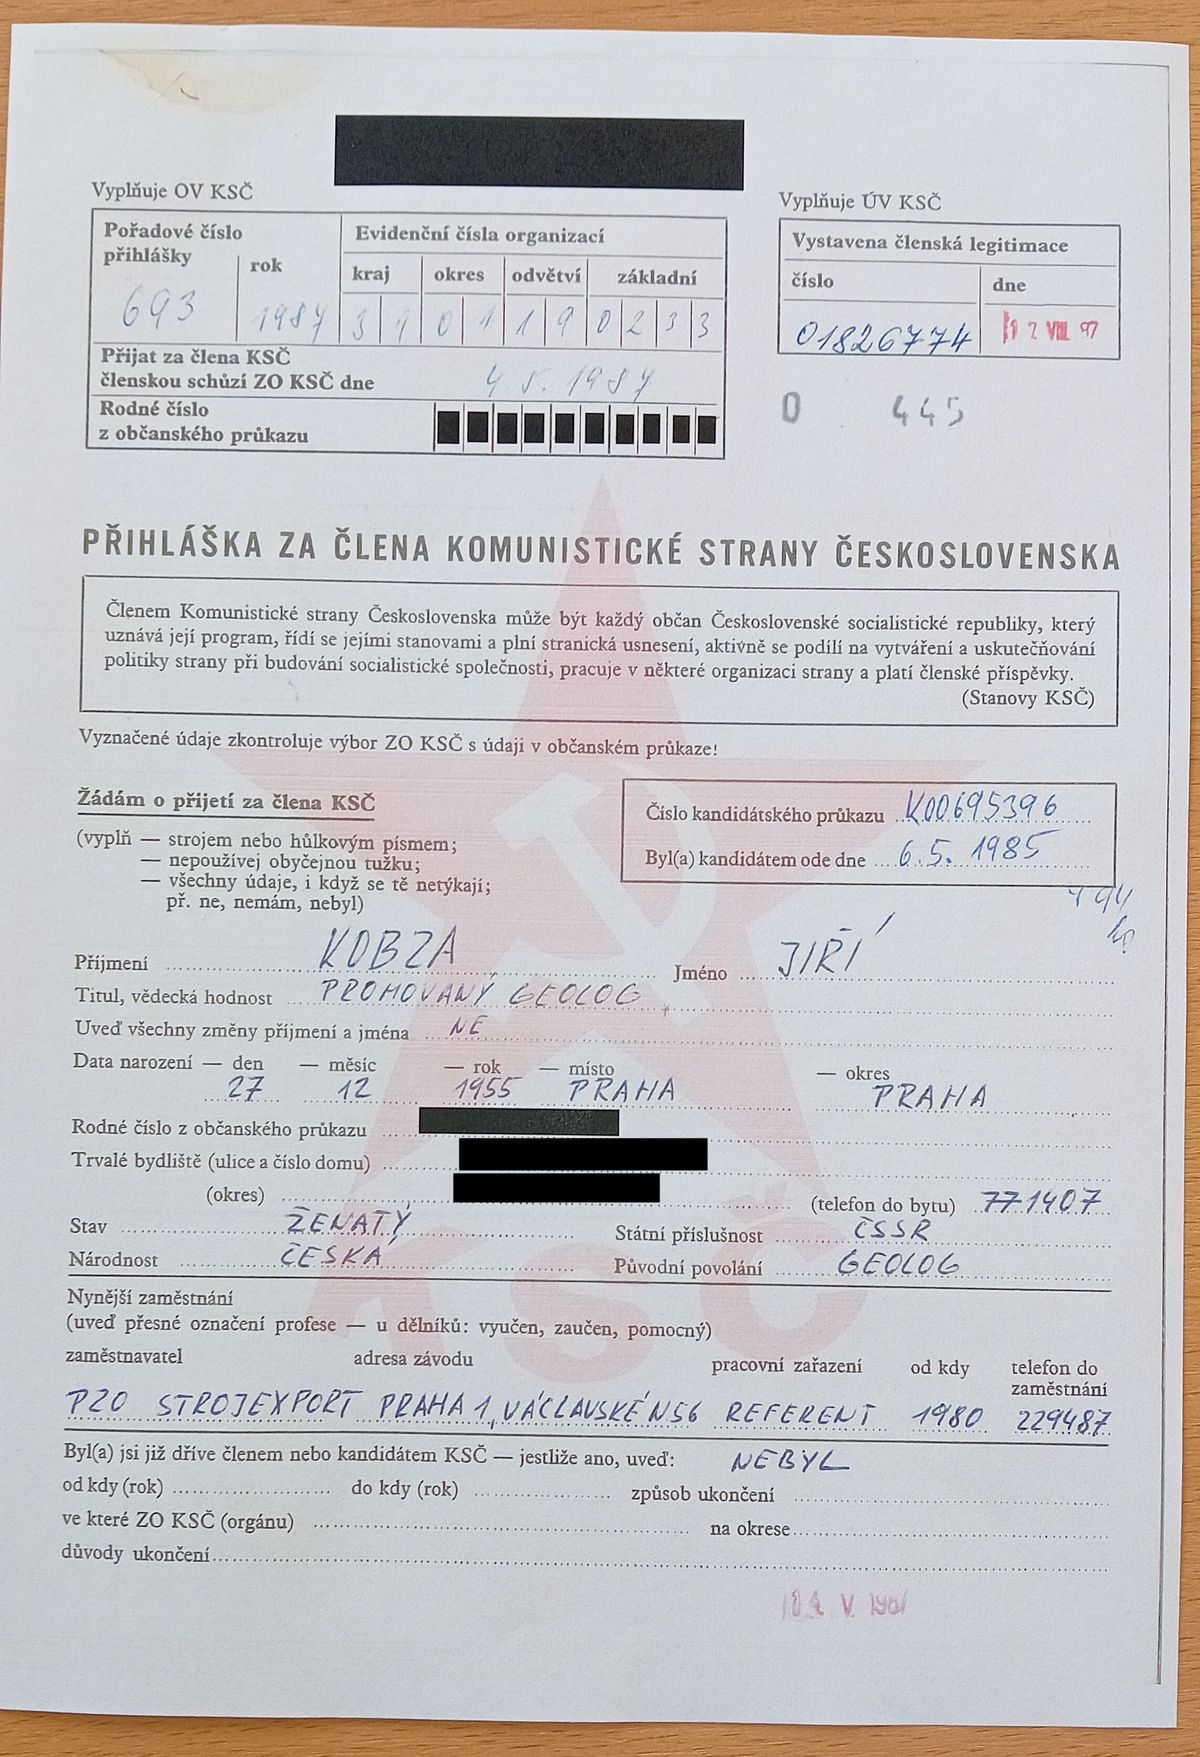 Vyplňuje OV KSČ
Vyplňuje ÚV KSČ
Pořadové číslo přihlášky
rok
Evidenční čísla organizací
kraj okres odvětví základní
693 1987 3 1 0 1 1 9 0 2 3 3
Vystavena členská legitimace
číslo dne
01826774 VIII. 87
Přijat za člena KSČ
členskou schůzí ZO KSČ dne 4. 5. 1987
Rodné číslo
z občanského průkazu
0 445
PŘIHLÁŠKA ZA ČLENA KOMUNISTICKÉ STRANY ČESKOSLOVENSKA
Členem Komunistické strany Československa může být každý občan Československé socialistické republiky, který
uznává její program, řídí se jejími stanovami a plní stranická usnesení, aktivně se podílí na vytváření a uskutečňování
politiky strany při budování socialistické společnosti, pracuje v některé organizaci strany a platí členské příspěvky.
(Stanovy KSČ)
Vyznačené údaje zkontroluje výbor ZO KSČ s údaji v občanském průkaze!
Žádám o přijetí za člena KSČ
(vyplň — strojem nebo hůlkovým písmem;
— nepoužívej obyčejnou tužku;
— všechny údaje, i když se tě netýkají;
př. ne, nemám, nebyl)
Číslo kandidátského průkazu K00695396
Byl(a) kandidátem ode dne 6. 5. 1985
Příjmení KOBZA Jméno JIŘÍ
Titul, vědecká hodnost PROMOVANÝ GEOLOG
Uveď všechny změny příjmení a jména NE
Data narození — den — měsíc — rok — místo — okres
27 12 1955 PRAHA PRAHA
Rodné číslo z občanského průkazu
Trvalé bydliště (ulice a číslo domu)
(okres) (telefon do bytu) 771407
Stav ŽENATÝ Státní příslušnost ČSSR
Národnost ČESKÁ Původní povolání GEOLOG
KSČ
Nynější zaměstnání
(uveď přesné označení profese — u dělníků: vyučen, zaučen, pomocný)
zaměstnavatel adresa závodu pracovní zařazení od kdy telefon do zaměstnání
PZO STROJEXPORT PRAHA 1, VÁCLAVSKÉ N 56 REFERENT 1980 229487
Byl(a) jsi již dříve členem nebo kandidátem KSČ — jestliže ano, uveď: NEBYL
od kdy (rok) do kdy (rok) způsob ukončení
ve které ZO KSČ (orgánu) na okrese
důvody ukončení